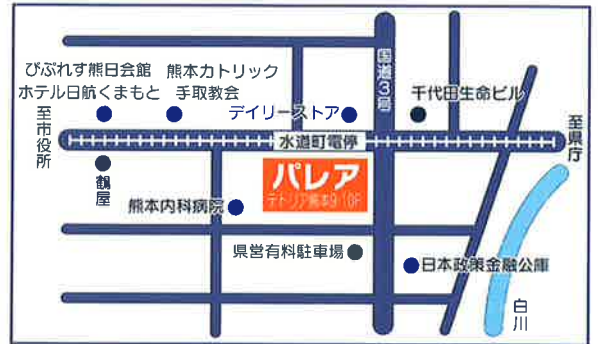 びぷれす熊日会館
ホテル日航くまもと
熊本カトリック
手取教会
デイリーストア
国道3号
千代田生命ビル
至市役所
至県庁
水道町電停
鶴屋
パレア
テトリア熊本9・10F
熊本内科病院
県営有料駐車場
日本政策金融公庫
白川